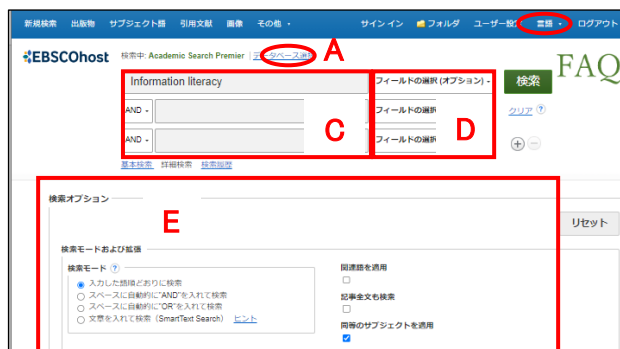 新規検索 出版物 サブジェクト語 引用文献 画像 その他 サインイン フォルダ ユーザー設定 言語 ログアウト
EBSCOhost 検索中: Academic Search Premier データベース選択 A
Information literacy フィールドの選択 (オプション) 検索 FAQ
AND フィールドの選択 クリア ?
AND C フィールドの選択 D
基本検索 詳細検索 検索履歴
検索オプション
E
リセット
検索モードおよび拡張
検索モード ? 関連語を適用
入力した語順どおりに検索
スペースに自動的に"AND"を入れて検索 記事全文も検索
スペースに自動的に"OR"を入れて検索
文章を入れて検索 (SmartText Search) ヒント 同等のサブジェクトを適用